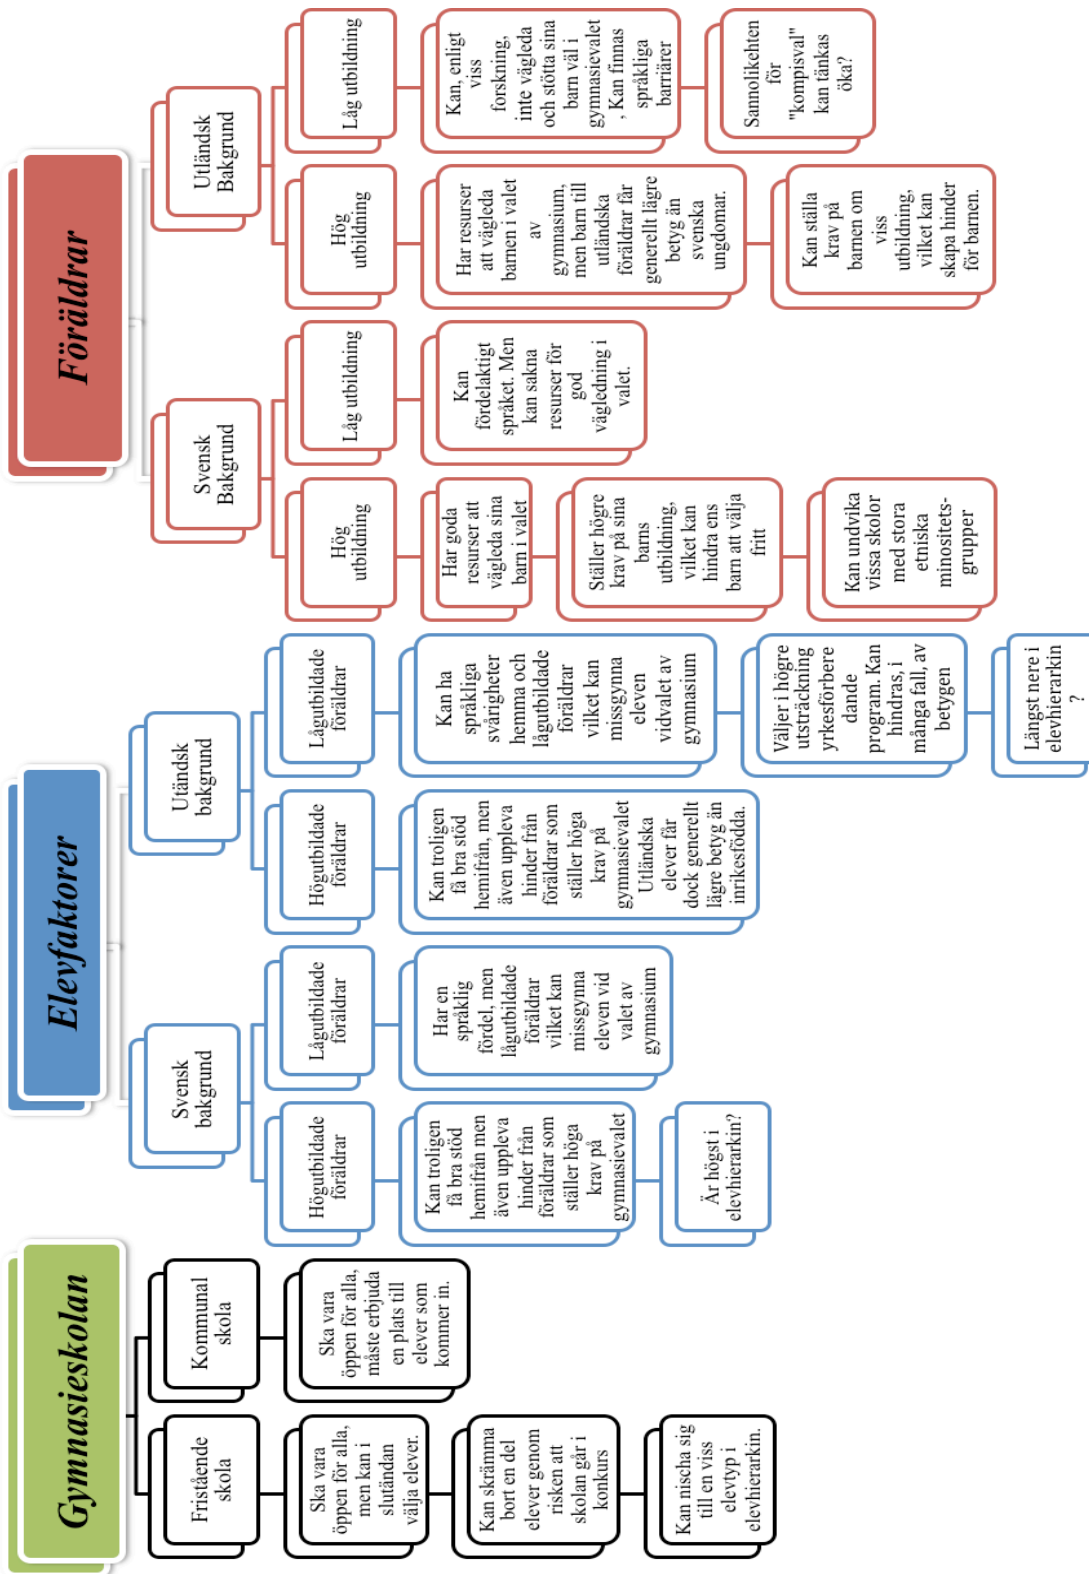 Gymnasieskolan
Fristående
skola
Ska vara
öppen för alla,
men kan i
slutändan
välja elever.
Kan skrämma
bort en del
elever genom
risken att
skolan går i
konkurs
Kan nischa sig
till en viss
elevtyp i
elevhierarkin.
Kommunal
skola
Ska vara
öppen för alla,
måste erbjuda
en plats till
elever som
kommer in.
Elevfaktorer
Svensk
bakgrund
Högutbildade
föräldrar
Kan troligen
få bra stöd
hemifrån men
även uppleva
hinder från
föräldrar som
ställer höga
krav på
gymnasievalet
Är högst i
elevhierarkin?
Lågutbildade
föräldrar
Har en
språklig
fördel, men
lågutbildade
föräldrar
vilket kan
missgynna
eleven vid
valet av
gymnasium
Utändsk
bakgrund
Högutbildade
föräldrar
Kan troligen
få bra stöd
hemifrån, men
även uppleva
hinder från
föräldrar som
ställer höga
krav på
gymnasievalet
Utländska
elever får
dock generellt
lägre betyg än
inrikesfödda.
Lågutbildade
föräldrar
Kan ha
språkliga
svårigheter
hemma och
lågutbildade
föräldrar
vilket kan
missgynna
eleven
vidvalet av
gymnasium
Väljer i högre
utsträckning
yrkesförbere
dande
program. Kan
hindras, i
många fall, av
betygen
Längst nere i
elevhierarkin
?
Föräldrar
Svensk
Bakgrund
Hög
utbildning
Har goda
resurser att
vägleda sina
barn i valet
Ställer högre
krav på sina
barns
utbildning,
vilket kan
hindra ens
barn att välja
fritt
Kan undvika
vissa skolor
med stora
etniska
minositets-
grupper
Låg utbildning
Kan
fördelaktigt
språket. Men
kan sakna
resurser för
god
vägledning i
valet.
Utländsk
Bakgrund
Hög
utbildning
Har resurser
att vägleda
barnen i valet
av
gymnasium,
men barn till
utländska
föräldrar får
generellt lägre
betyg än
svenska
ungdomar.
Kan ställa
krav på
barnen om
viss
utbildning,
vilket kan
skapa hinder
för barnen.
Låg utbildning
Kan, enligt
viss
forskning,
inte vägleda
och stötta sina
barn väl i
gymnasievalet
, Kan finnas
språkliga
barriärer
Sannolikehten
för
"kompisval"
kan tänkas
öka?